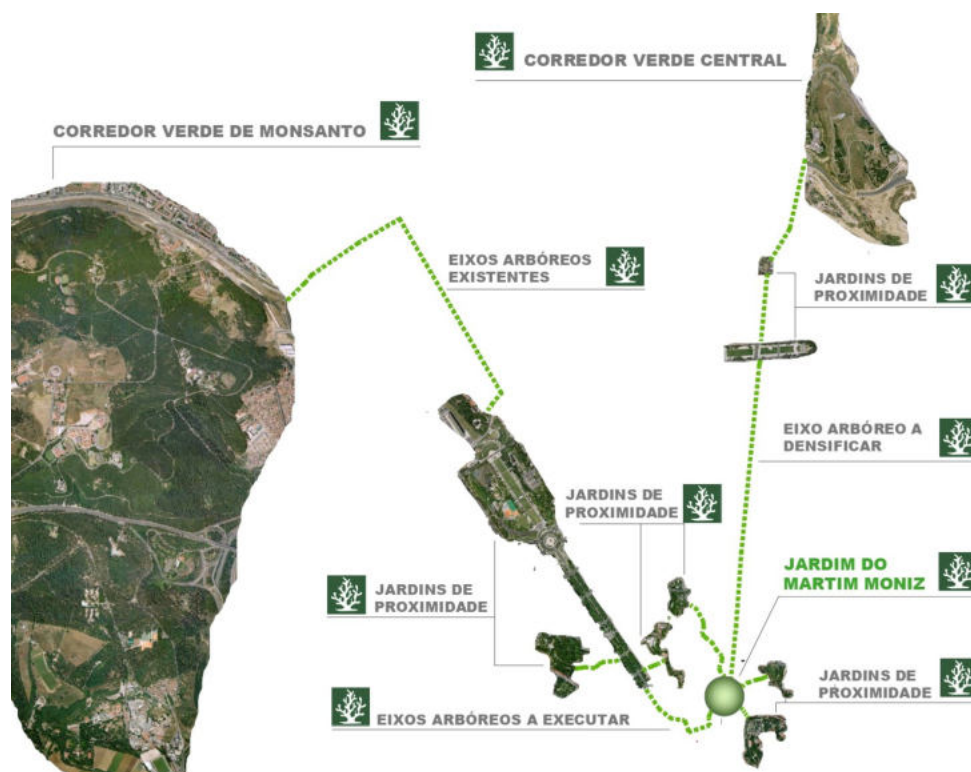 CORREDOR VERDE CENTRAL
CORREDOR VERDE DE MONSANTO
EIXOS ARBÓREOS
EXISTENTES
JARDINS DE
PROXIMIDADE
EIXO ARBÓREO A
DENSIFICAR
JARDINS DE
PROXIMIDADE
JARDIM DO
MARTIM MONIZ
JARDINS DE
PROXIMIDADE
JARDINS DE
PROXIMIDADE
EIXOS ARBÓREOS A EXECUTAR